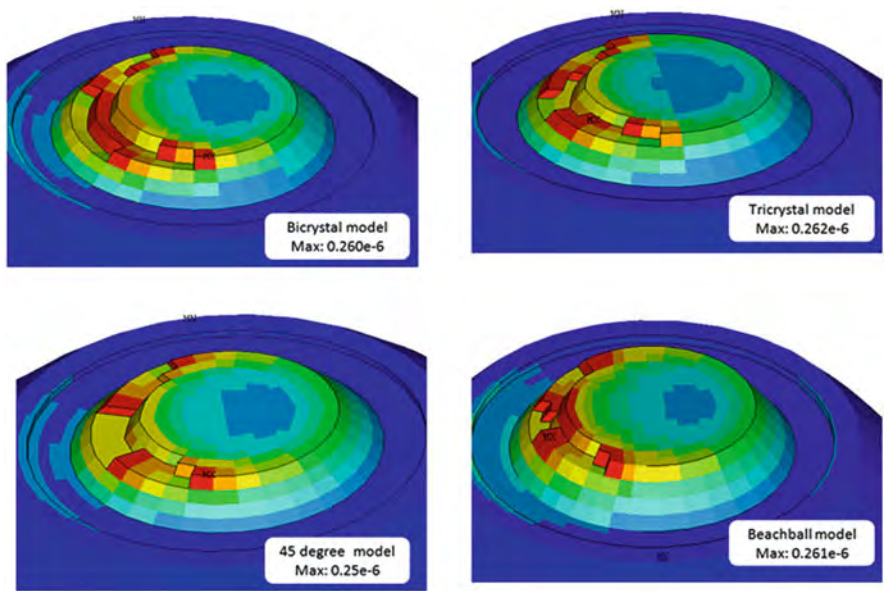 Bicrystal model
Max: 0.260e-6
Tricrystal model
Max: 0.262e-6
45 degree model
Max: 0.25e-6
Beachball model
Max: 0.261e-6